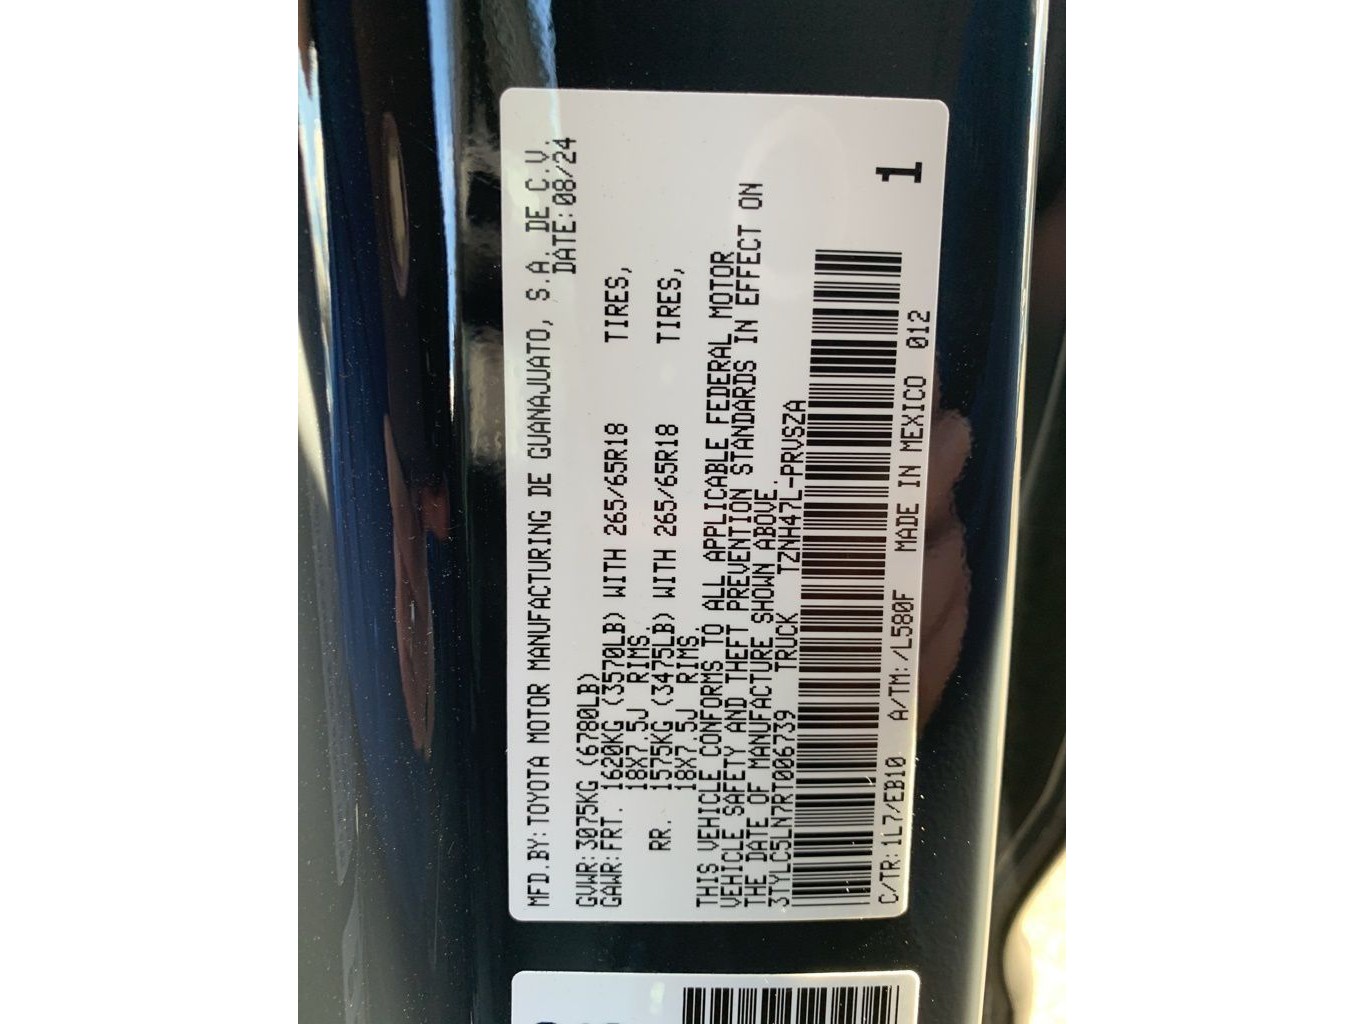 MFD.BY:TOYOTA MOTOR MANUFACTURING DE GUANAJUATO, S.A. DE C.V.
DATE:08/24
GVWR:3075KG (6780LB)
GAWR:FRT. 1620KG (3570LB) WITH 265/65R18 TIRES,
18X7.5J RIMS.
RR. 1575KG (3475LB) WITH 265/65R18 TIRES,
18X7.5J RIMS.
THIS VEHICLE CONFORMS TO ALL APPLICABLE FEDERAL MOTOR
VEHICLE SAFETY AND THEFT PREVENTION STANDARDS IN EFFECT ON
THE DATE OF MANUFACTURE SHOWN ABOVE.
3TYLC5LN7RT006739 TRUCK TZNH47L-PRVSZA
C/TR:1L7/EB10 A/TM:/L580F MADE IN MEXICO 012
1